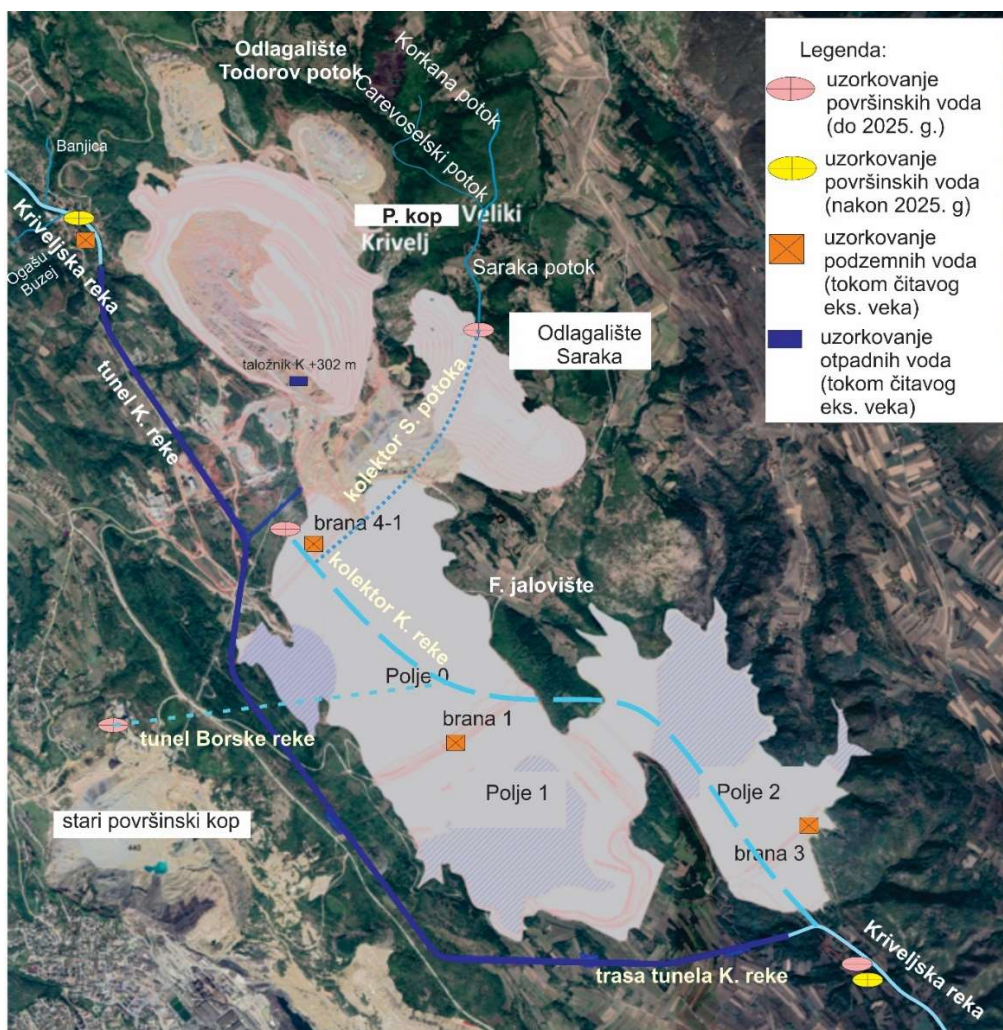 Odlagalište
Todorov potok
Korkana potok
Carevoselski potok
Banjica
Kriveljska reka
Ogašu
Buzej
P. kop
Veliki
Krivelj
Saraka potok
Odlagalište
Saraka
taložnik K +302 m
tunel K. reke
kolektor S. potoka
brana 4-1
kolektor K. reke
F. jalovište
Polje 0
brana 1
tunel Borske reke
Polje 1
Polje 2
brana 3
stari površinski kop
440
trasa tunela K. reke
Kriveljska reka
Legenda:
uzorkovanje
površinskih voda
(do 2025. g.)
uzorkovanje
površinskih voda
(nakon 2025. g)
uzorkovanje
podzemnih voda
(tokom čitavog
eks. veka)
uzorkovanje
otpadnih voda
(tokom čitavog
eks. veka)